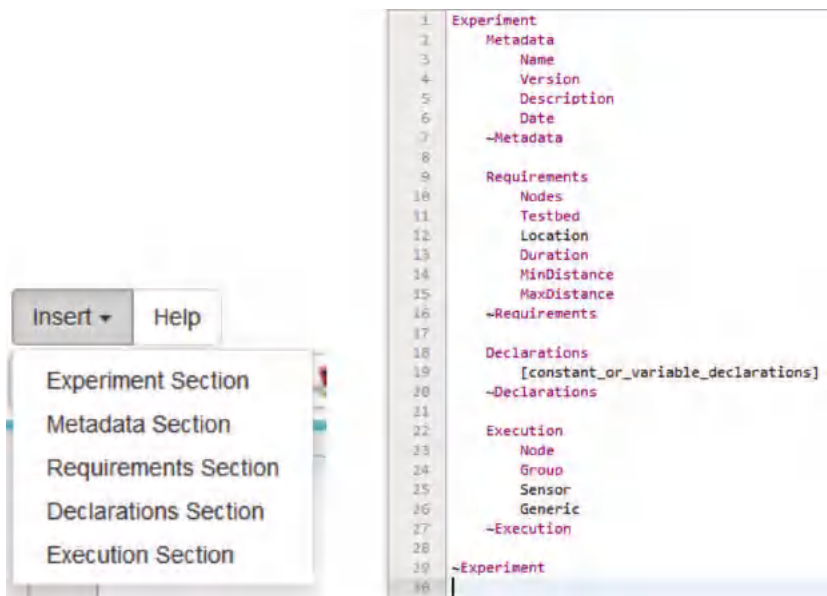 Insert Help
Experiment Section
Metadata Section
Requirements Section
Declarations Section
Execution Section
1 Experiment
2 Metadata
3 Name
4 Version
5 Description
6 Date
7 ~Metadata
8
9 Requirements
10 Nodes
11 Testbed
12 Location
13 Duration
14 MinDistance
15 MaxDistance
16 ~Requirements
17
18 Declarations
19 [constant_or_variable_declarations]
20 ~Declarations
21
22 Execution
23 Node
24 Group
25 Sensor
26 Generic
27 ~Execution
28
29 ~Experiment
30